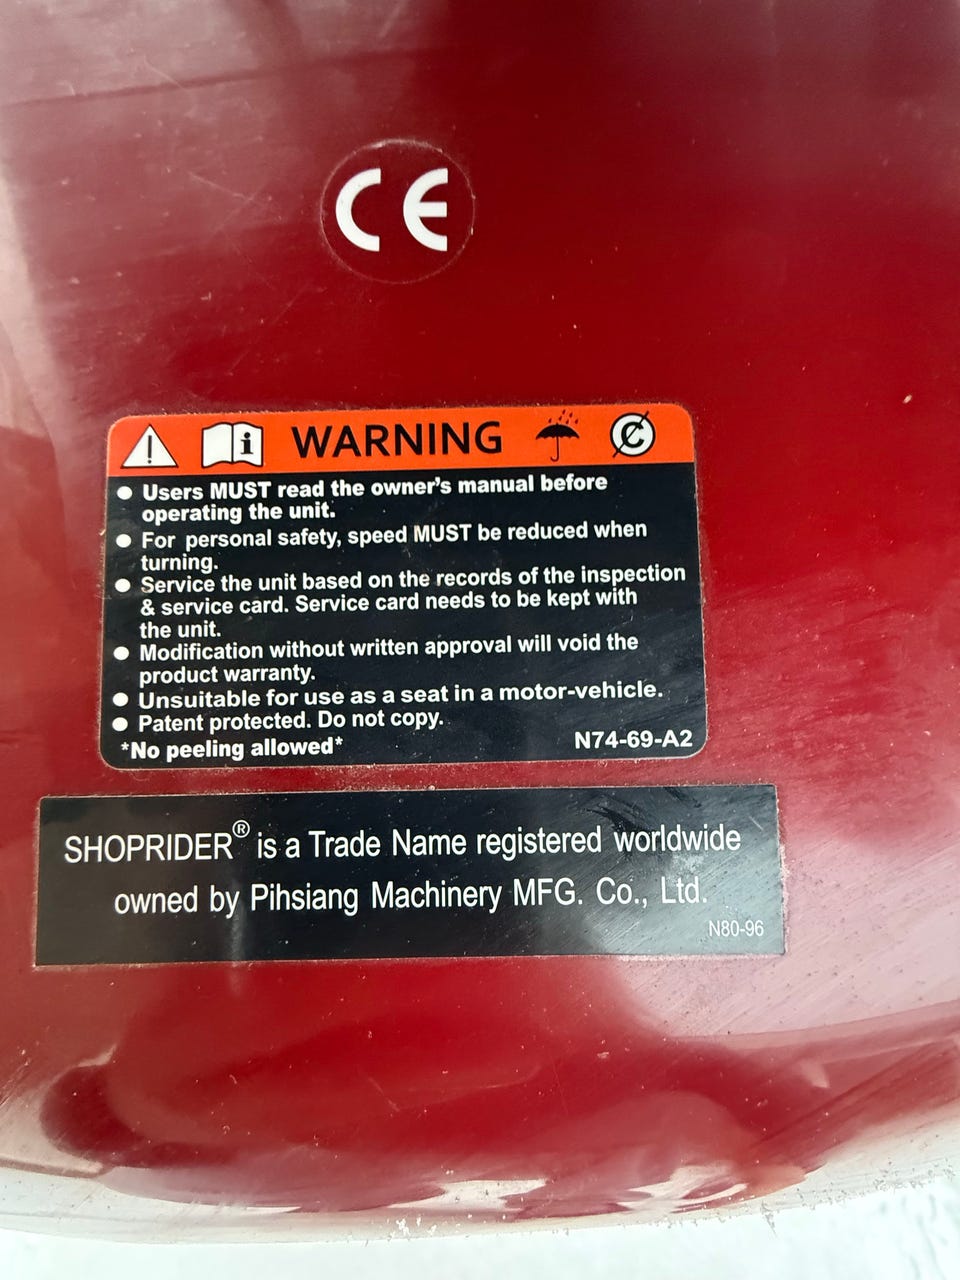 CE
WARNING
● Users MUST read the owner's manual before
operating the unit.
● For personal safety, speed MUST be reduced when
turning.
● Service the unit based on the records of the inspection
& service card. Service card needs to be kept with
the unit.
● Modification without written approval will void the
product warranty.
● Unsuitable for use as a seat in a motor-vehicle.
● Patent protected. Do not copy.
*No peeling allowed* N74-69-A2
SHOPRIDER® is a Trade Name registered worldwide
owned by Pihsiang Machinery MFG. Co., Ltd.
N80-96